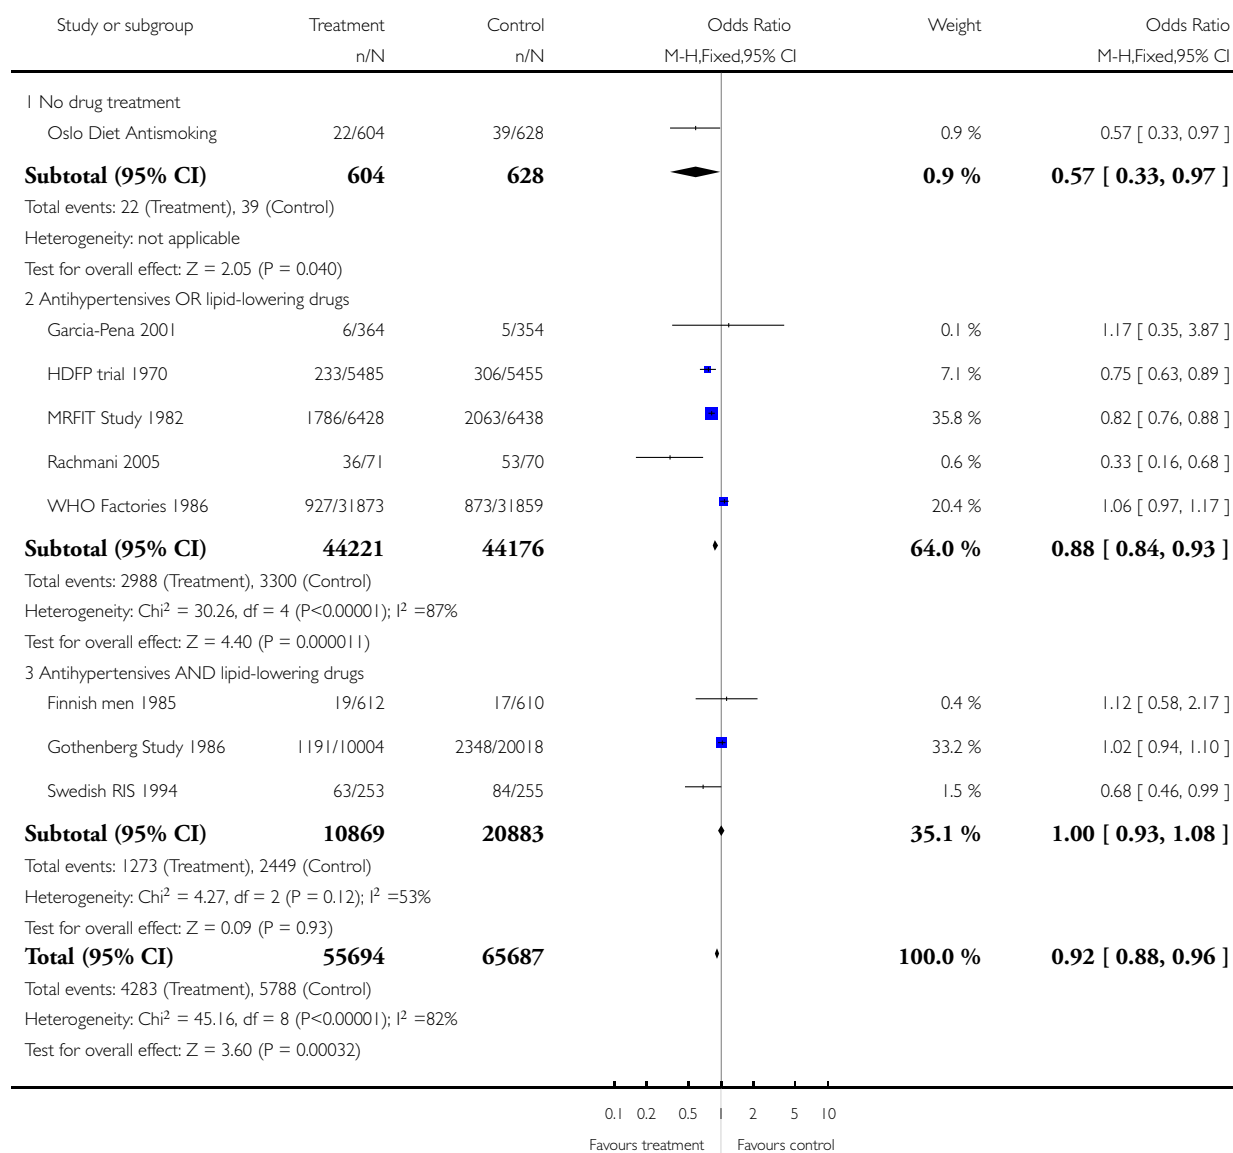 Study or subgroup Treatment Control Odds Ratio Weight Odds Ratio
n/N n/N M-H,Fixed,95% CI M-H,Fixed,95% CI
1 No drug treatment
Oslo Diet Antismoking 22/604 39/628 0.9 % 0.57 [ 0.33, 0.97 ]
Subtotal (95% CI) 604 628 0.9 % 0.57 [ 0.33, 0.97 ]
Total events: 22 (Treatment), 39 (Control)
Heterogeneity: not applicable
Test for overall effect: Z = 2.05 (P = 0.040)
2 Antihypertensives OR lipid-lowering drugs
Garcia-Pena 2001 6/364 5/354 0.1 % 1.17 [ 0.35, 3.87 ]
HDFP trial 1970 233/5485 306/5455 7.1 % 0.75 [ 0.63, 0.89 ]
MRFIT Study 1982 1786/6428 2063/6438 35.8 % 0.82 [ 0.76, 0.88 ]
Rachmani 2005 36/71 53/70 0.6 % 0.33 [ 0.16, 0.68 ]
WHO Factories 1986 927/31873 873/31859 20.4 % 1.06 [ 0.97, 1.17 ]
Subtotal (95% CI) 44221 44176 64.0 % 0.88 [ 0.84, 0.93 ]
Total events: 2988 (Treatment), 3300 (Control)
Heterogeneity: Chi² = 30.26, df = 4 (P<0.00001); I² =87%
Test for overall effect: Z = 4.40 (P = 0.000011)
3 Antihypertensives AND lipid-lowering drugs
Finnish men 1985 19/612 17/610 0.4 % 1.12 [ 0.58, 2.17 ]
Gothenberg Study 1986 1191/10004 2348/20018 33.2 % 1.02 [ 0.94, 1.10 ]
Swedish RIS 1994 63/253 84/255 1.5 % 0.68 [ 0.46, 0.99 ]
Subtotal (95% CI) 10869 20883 35.1 % 1.00 [ 0.93, 1.08 ]
Total events: 1273 (Treatment), 2449 (Control)
Heterogeneity: Chi² = 4.27, df = 2 (P = 0.12); I² =53%
Test for overall effect: Z = 0.09 (P = 0.93)
Total (95% CI) 55694 65687 100.0 % 0.92 [ 0.88, 0.96 ]
Total events: 4283 (Treatment), 5788 (Control)
Heterogeneity: Chi² = 45.16, df = 8 (P<0.00001); I² =82%
Test for overall effect: Z = 3.60 (P = 0.00032)
0.1 0.2 0.5 1 2 5 10
Favours treatment Favours control